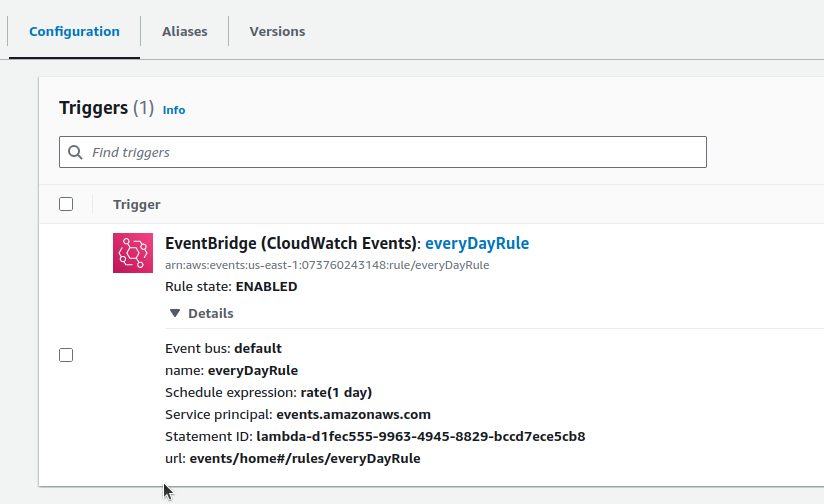 Configuration
Aliases
Versions
Triggers (1) Info
Find triggers
Trigger
EventBridge (CloudWatch Events): everyDayRule
arn:aws:events:us-east-1:073760243148:rule/everyDayRule
Rule state: ENABLED
Details
Event bus: default
name: everyDayRule
Schedule expression: rate(1 day)
Service principal: events.amazonaws.com
Statement ID: lambda-d1fec555-9963-4945-8829-bccd7ece5cb8
url: events/home#/rules/everyDayRule